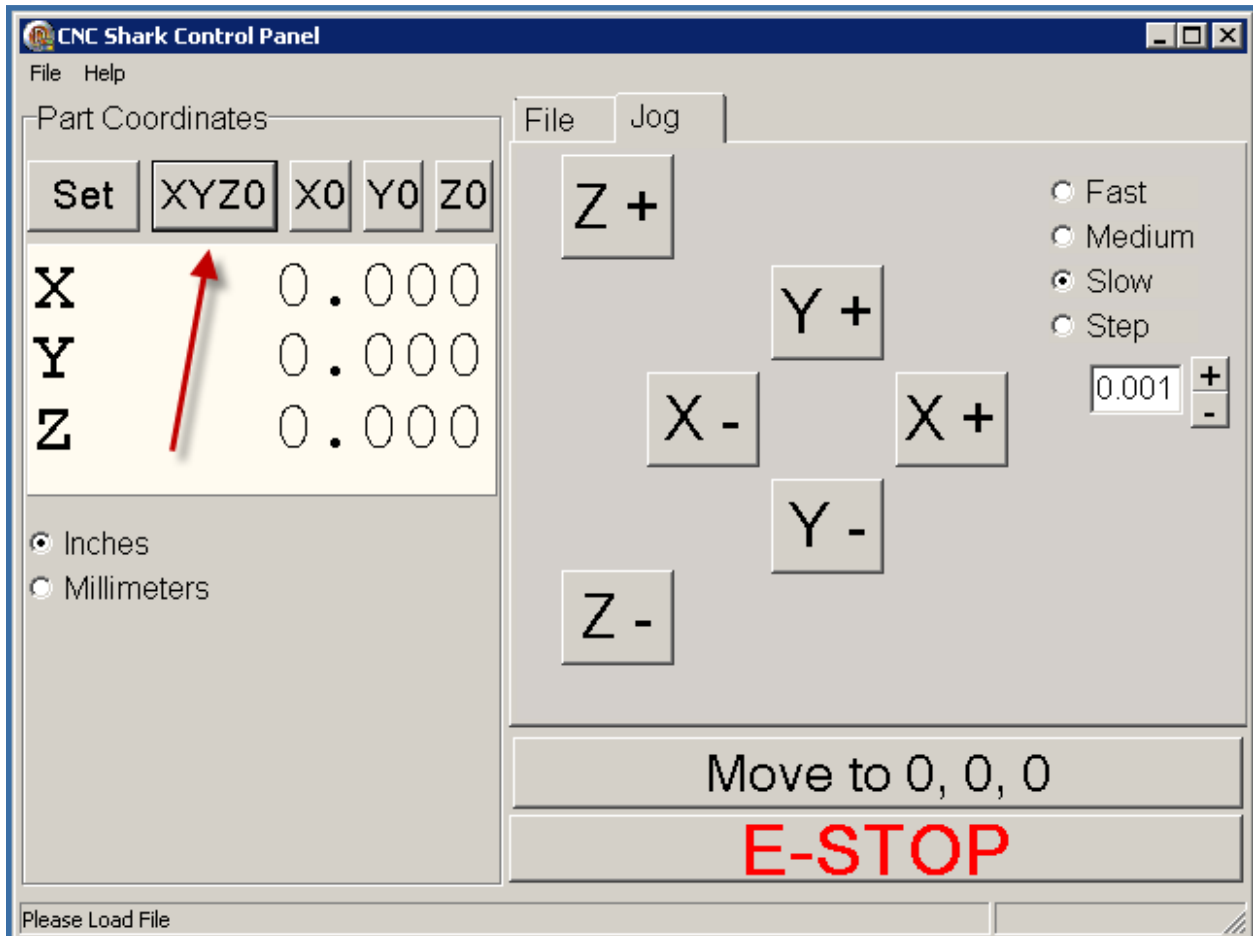 CNC Shark Control Panel
File Help
Part Coordinates
Set XYZ0 X0 Y0 Z0
X 0.000
Y 0.000
Z 0.000
Inches
Millimeters
File Jog
Z +
Y +
X - X +
Y -
Z -
Fast
Medium
Slow
Step
0.001 + -
Move to 0, 0, 0
E-STOP
Please Load File